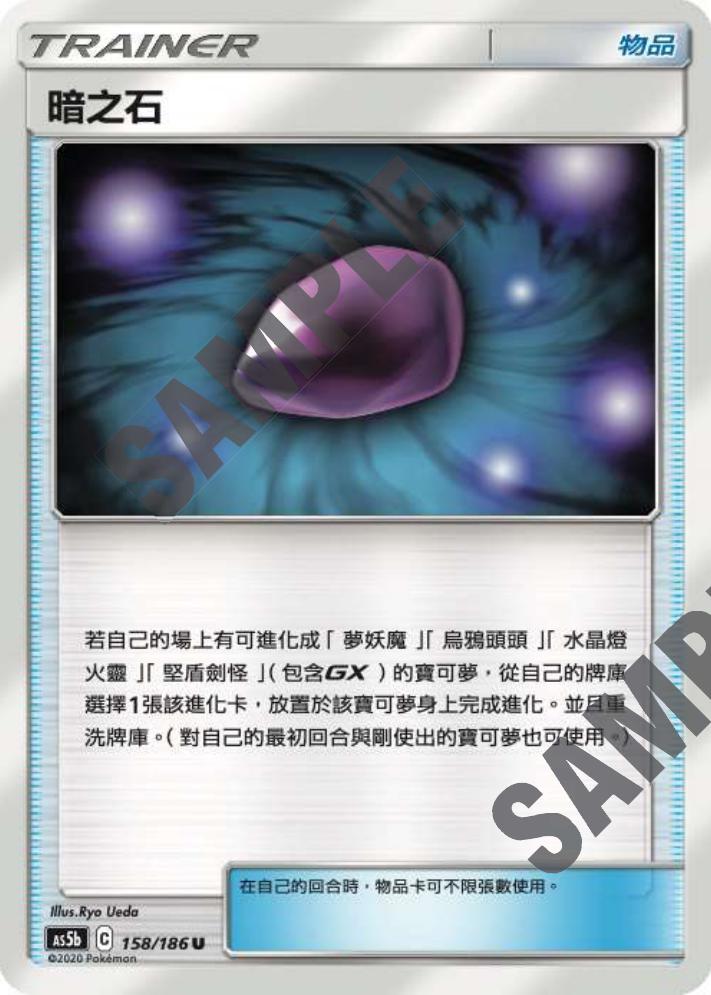 TRAINER
物品
暗之石
SAMPLE
若自己的場上有可進化成「夢妖魔」「烏鴉頭頭」「水晶燈
火靈」「堅盾劍怪」(包含GX)的寶可夢，從自己的牌庫
選擇1張該進化卡，放置於該寶可夢身上完成進化。並且重
洗牌庫。(對自己的最初回合與剛使出的寶可夢也可使用。)
SAMP
在自己的回合時，物品卡可不限張數使用。
Illus.Ryo Ueda
AS5b C 158/186 U
©2020 Pokémon